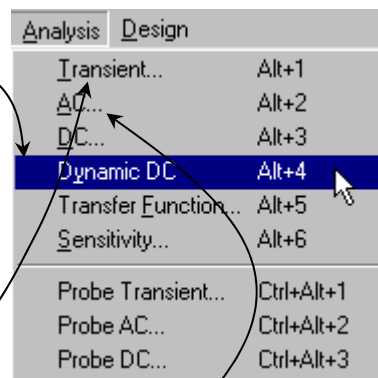 Analysis Design
Transient... Alt+1
AC... Alt+2
DC... Alt+3
Dynamic DC Alt+4
Transfer Function... Alt+5
Sensitivity... Alt+6
Probe Transient... Ctrl+Alt+1
Probe AC... Ctrl+Alt+2
Probe DC... Ctrl+Alt+3